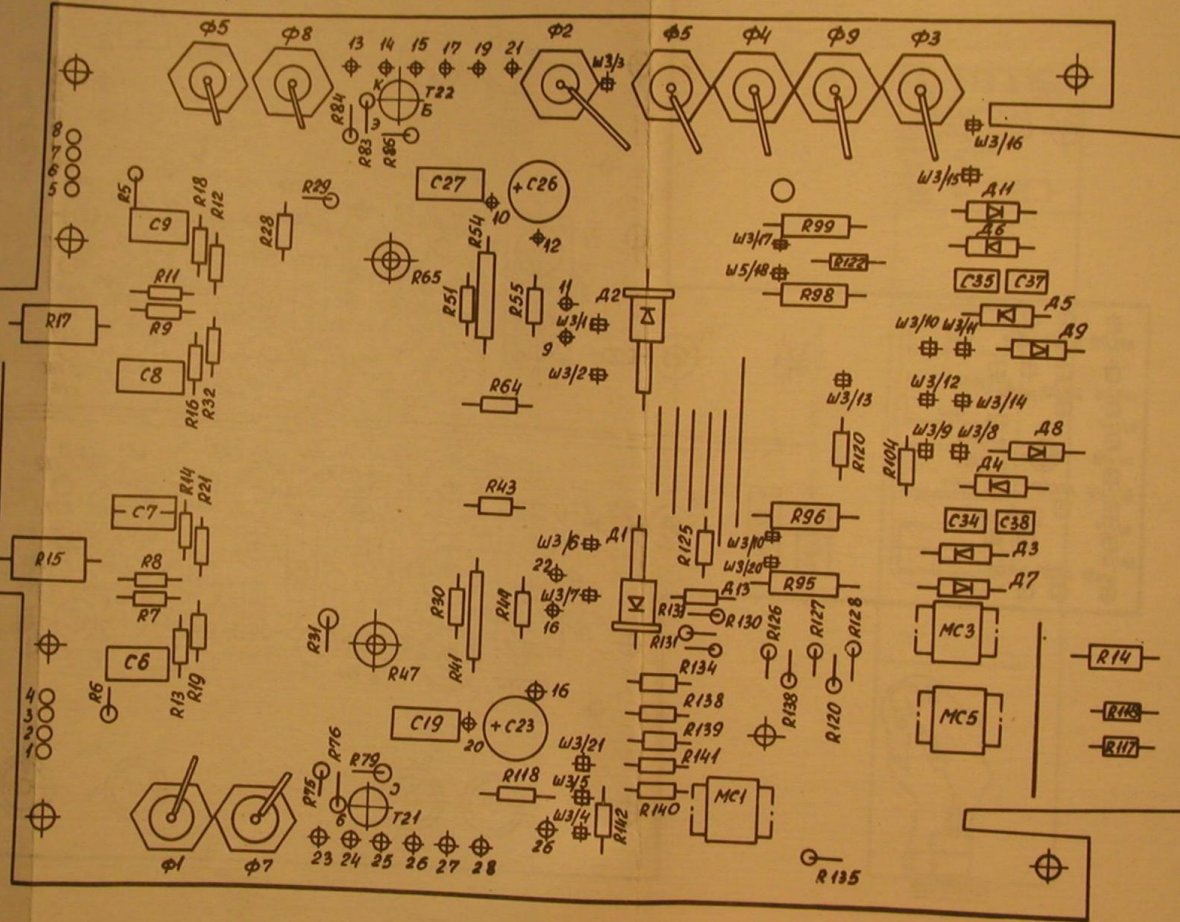 Ф5 Ф8 13 14 15 17 19 21 Ф2 Ш3/3 Ф5 Ф4 Ф9 Ф3
R84 К Э Т22 Б
R83 R86
8
7
6
5
Ш3/16
Ш3/15
Д11
R5 R18 R12 R29 С27 +С26
10
С9 R28 R54 12
R99
Ш3/17
Д6
R122
Ш5/18
R65
R11 R51 R55 11 Д2
R98 С35 С37
R9 Ш3/1
Д5
R17
9
Ш3/10 Ш3/11 Д9
С8 Ш3/2
R16 R32 R64
Ш3/12
Ш3/13 Ш3/14
Ш3/9 Ш3/8 Д8
R120 R104 Д4
R14 R21 R43
С7 R96 С34 С38
Ш3/6 Д1 R125 Ш3/10
Д3
R15 R8 22 Ш3/20
R7 R30 R49 Ш3/7 Д13 R95 Д7
16
R131 R130 R126 R127 R128 МС3
R131
R31
С6 R47 R41 R134 R14
R6 R13 R19
4
3
2
1
16 R138 R138 R120 МС5 R113
С19 20 +С23 R139 R117
R76 R79 Ш3/21 R141
R75 R118 Ш3/5 R140 МС1
Э Б Т21 Ш3/4 R142
26
Ф1 Ф7 23 24 25 26 27 28
R135